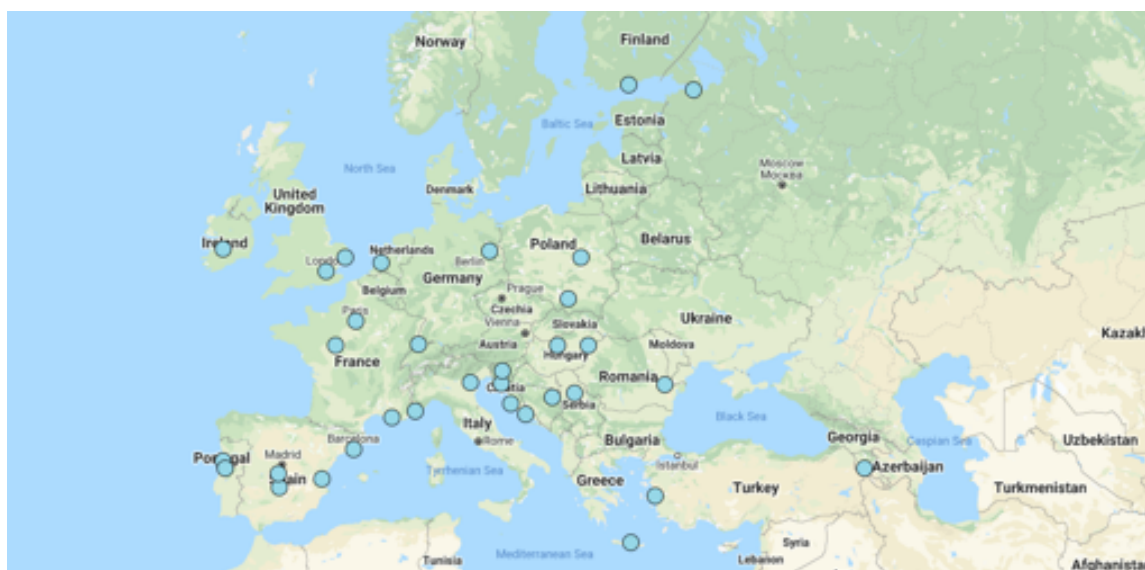 Norway
Finland
Estonia
Baltic Sea
Latvia
Moscow
Москва
North Sea
Denmark
Lithuania
United
Kingdom
Ireland
Belarus
Netherlands
Poland
Berlin
Londo
Germany
Belgium
Prague
Czechia
Ukraine
Paris
Slovakia
Vienna
Kazakl
Austria
Moldova
Hungary
France
Romania
Croatia
Serbia
Italy
Black Sea
Barcelona
Rome
Bulgaria
Georgia
Caspian Sea
Uzbekistan
Portugal
Madrid
Istanbul
Azerbaijan
Tyrrhenian Sea
Spain
Greece
Turkey
Turkmenistan
Syria
Tunisia
Mediterranean Sea
Lebanon
Afghanistan